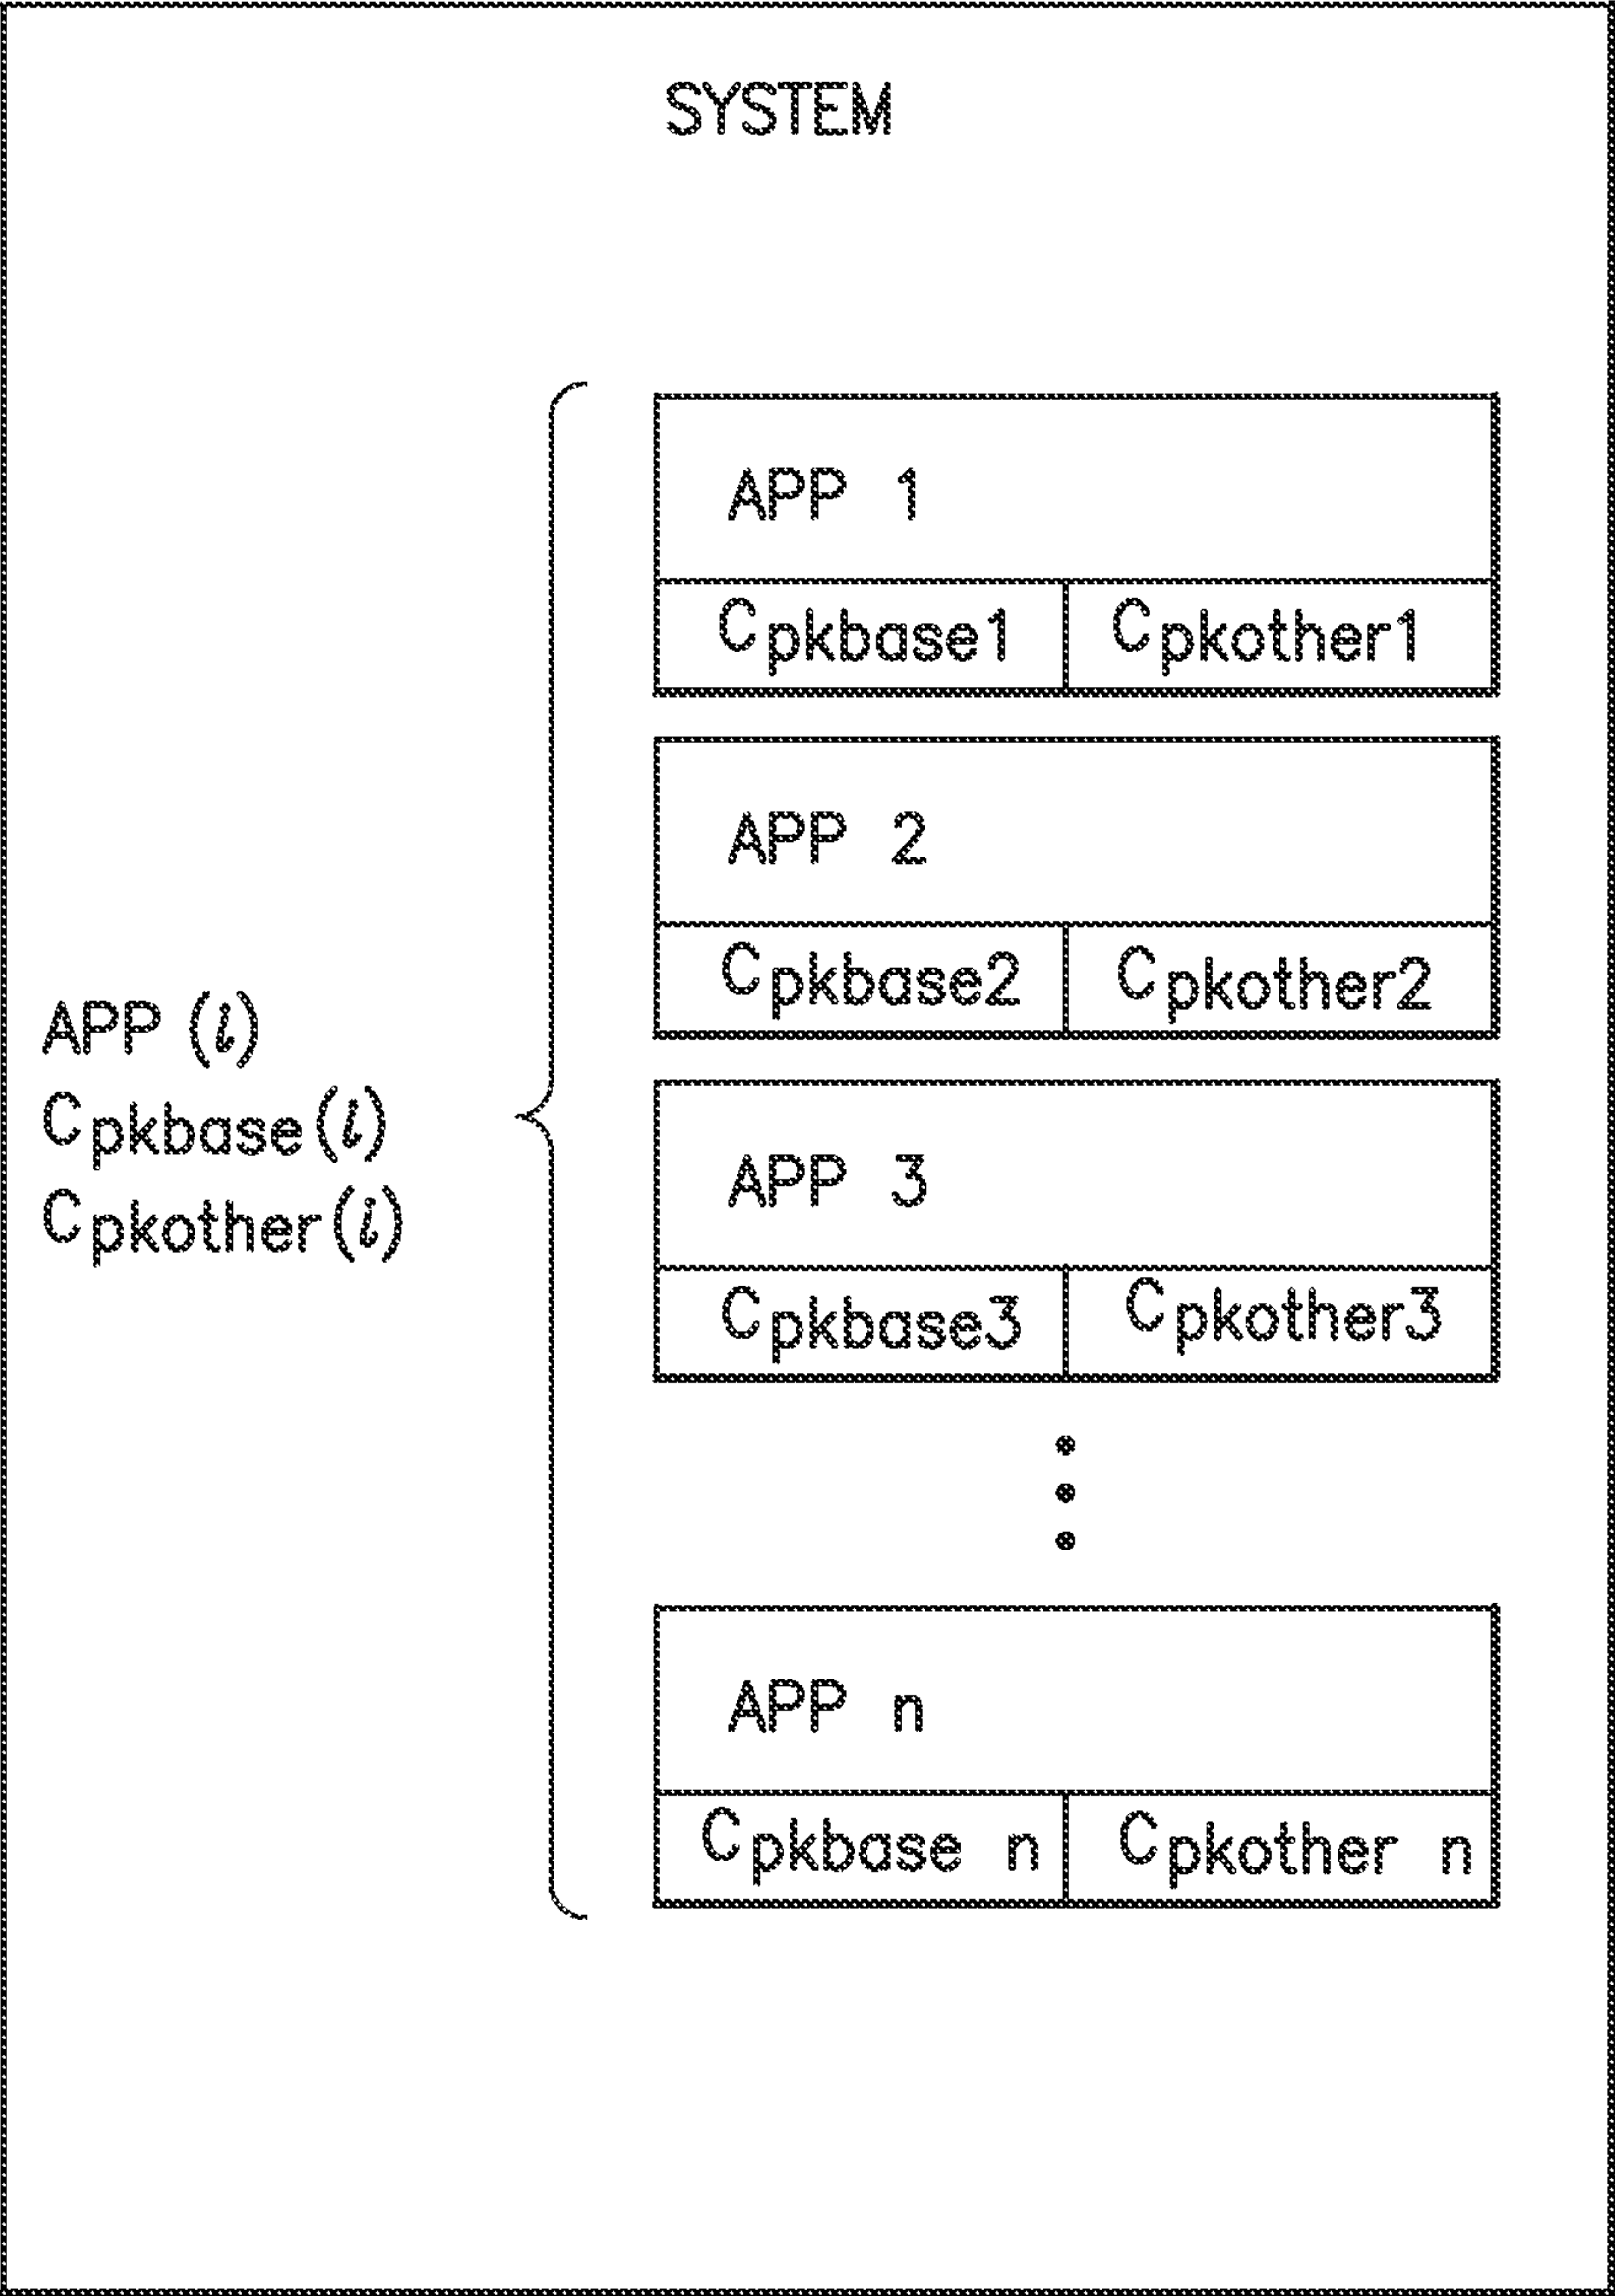 SYSTEM
APP 1
Cpkbase1 Cpkother1
APP 2
Cpkbase2 Cpkother2
APP (i)
Cpkbase(i)
Cpkother(i)
APP 3
Cpkbase3 Cpkother3
APP n
Cpkbase n Cpkother n